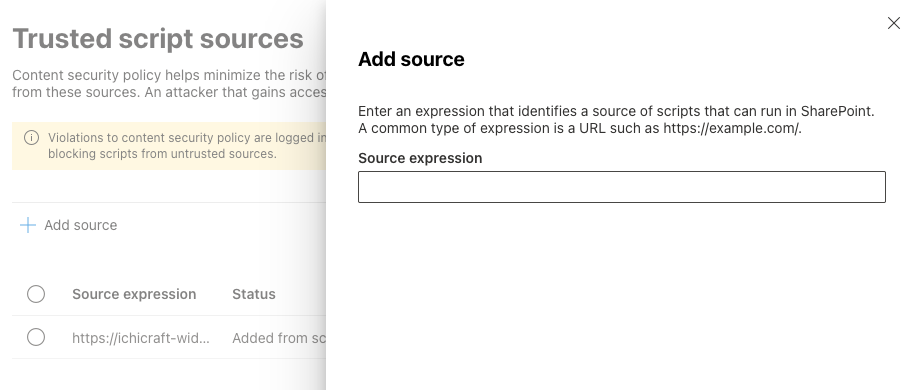 Trusted script sources
Content security policy helps minimize the risk of
from these sources. An attacker that gains acces
Violations to content security policy are logged in
blocking scripts from untrusted sources.
Add source
Source expression Status
https://ichicraft-wid... Added from sc
Add source
Enter an expression that identifies a source of scripts that can run in SharePoint.
A common type of expression is a URL such as https://example.com/.
Source expression